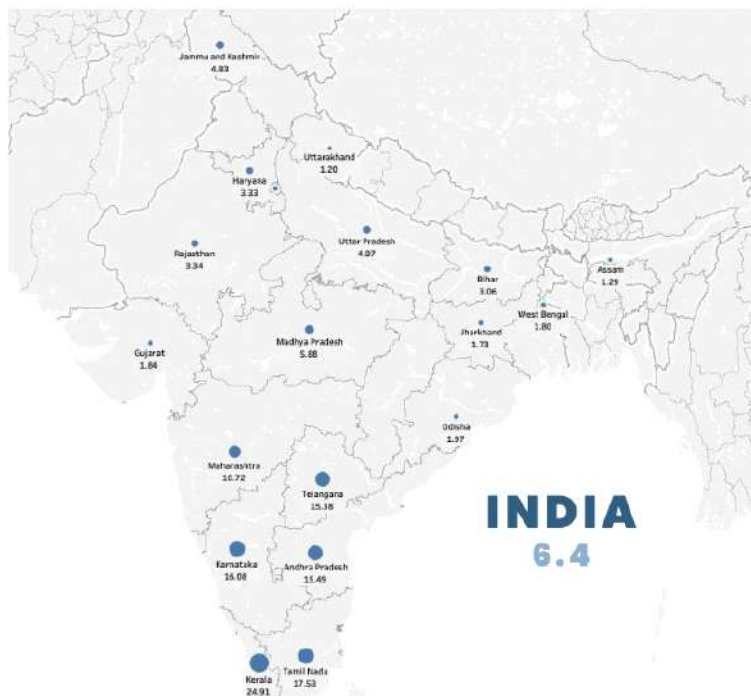 Jammu and Kashmir
4.83
Uttarakhand
1.20
Haryana
3.33
Uttar Pradesh
4.97
Rajasthan
3.34
Bihar
3.06
Assam
1.29
West Bengal
1.80
Jharkhand
1.73
Madhya Pradesh
5.88
Gujarat
1.84
Odisha
1.97
Maharashtra
10.72
Telangana
15.38
INDIA
6.4
Karnataka
16.08
Andhra Pradesh
15.49
Kerala
24.91
Tamil Nadu
17.53